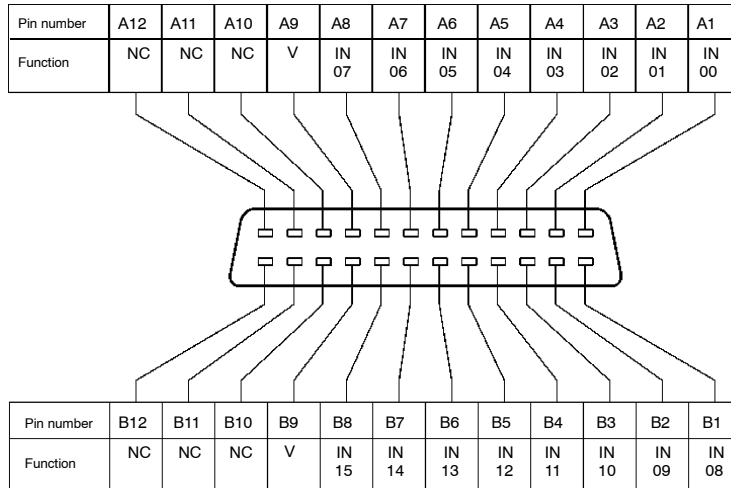 Pin number A12 A11 A10 A9 A8 A7 A6 A5 A4 A3 A2 A1
Function NC NC NC V IN 07 IN 06 IN 05 IN 04 IN 03 IN 02 IN 01 IN 00
Pin number B12 B11 B10 B9 B8 B7 B6 B5 B4 B3 B2 B1
Function NC NC NC V IN 15 IN 14 IN 13 IN 12 IN 11 IN 10 IN 09 IN 08